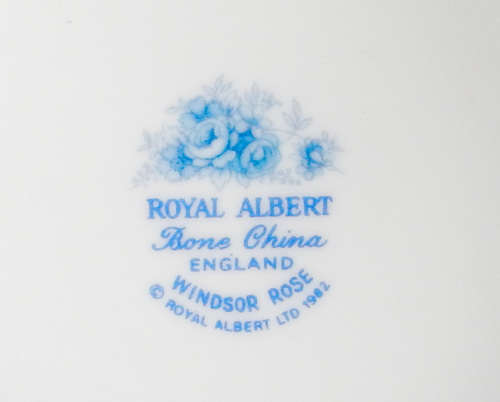 ROYAL ALBERT
Bone China
ENGLAND
WINDSOR ROSE
© ROYAL ALBERT LTD 1982